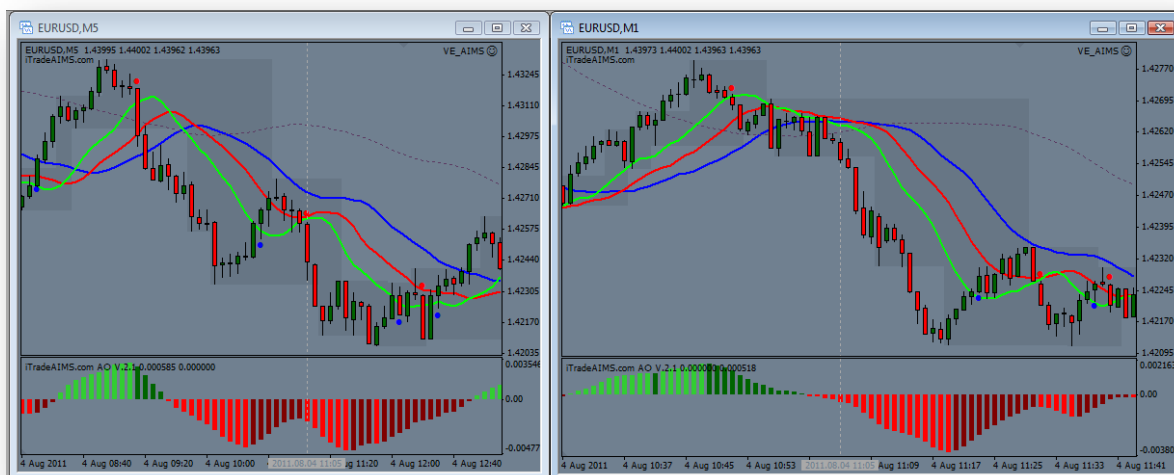 EURUSD,M5
EURUSD,M5 1.43995 1.44002 1.43962 1.43963
VE_AIMS
iTradeAIMS.com
1.43245
1.43110
1.42975
1.42845
1.42710
1.42575
1.42440
1.42305
1.42170
1.42035
iTradeAIMS.com AO V.2.1 0.000585 0.000000
0.003546
0.00
-0.00477
4 Aug 2011
4 Aug 08:40
4 Aug 09:20
4 Aug 10:00
2011.08.04 11:05
ug 11:20
4 Aug 12:00
4 Aug 12:40
EURUSD,M1
EURUSD,M1 1.43973 1.44002 1.43963 1.43963
VE_AIMS
iTradeAIMS.com
1.42770
1.42695
1.42620
1.42545
1.42470
1.42395
1.42320
1.42245
1.42170
1.42095
iTradeAIMS.com AO V.2.1 0.000000 0.000518
0.002163
0.00
4 Aug 2011
4 Aug 10:37
4 Aug 10:45
4 Aug 10:53
2011.08.04 11:05
ug 11:09
4 Aug 11:17
4 Aug 11:25
4 Aug 11:33
4 Aug 11:41